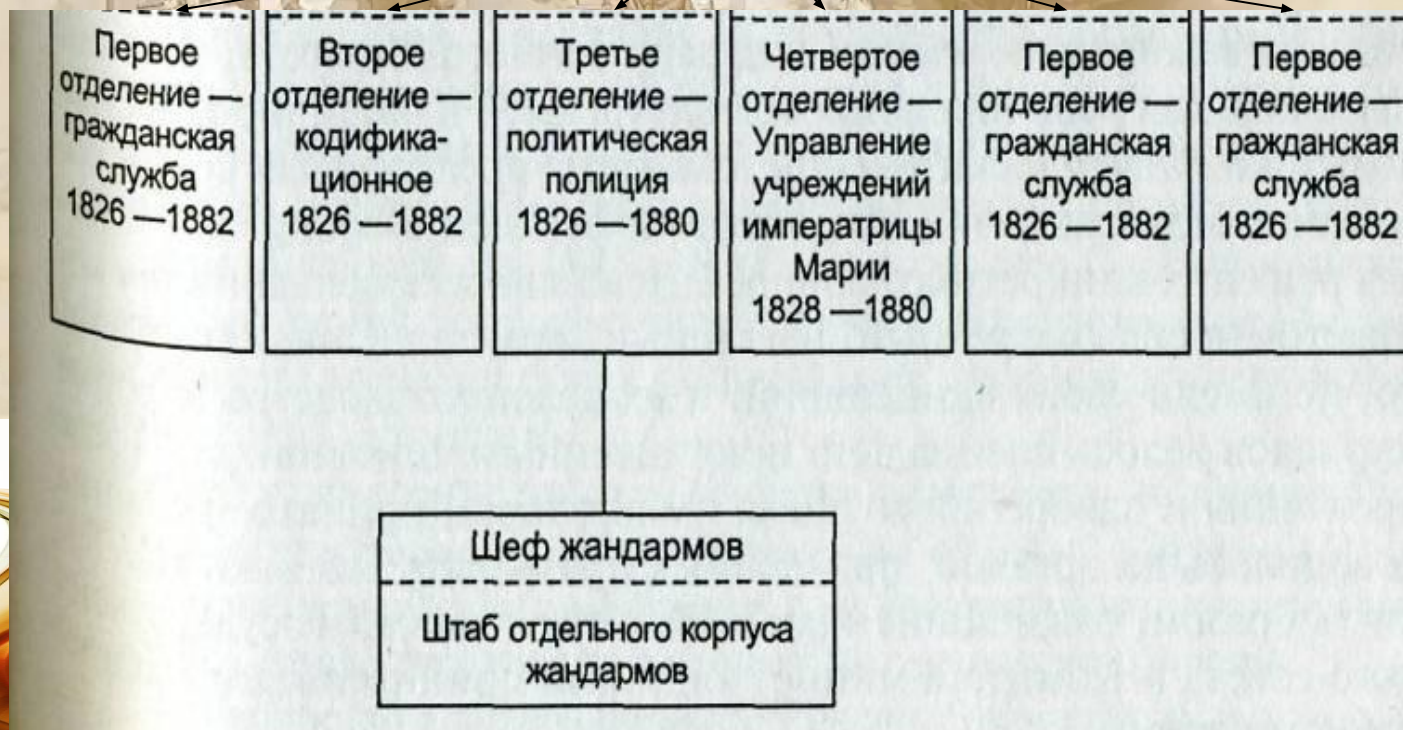 Первое
отделение —
гражданская
служба
1826 —1882
Второе
отделение —
кодифика-
ционное
1826 —1882
Третье
отделение —
политическая
полиция
1826 —1880
Четвертое
отделение —
Управление
учреждений
императрицы
Марии
1828 —1880
Первое
отделение —
гражданская
служба
1826 —1882
Первое
отделение—
гражданская
служба
1826 —1882
Шеф жандармов
Штаб отдельного корпуса
жандармов